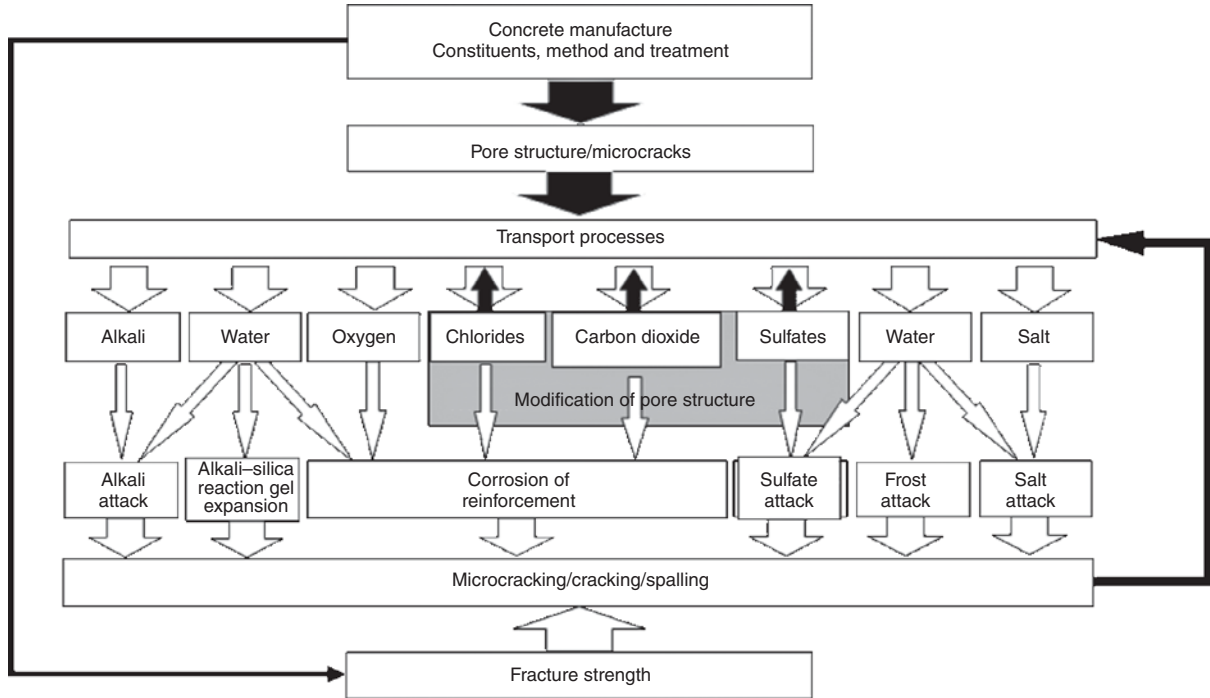 Concrete manufacture
Constituents, method and treatment
Pore structure/microcracks
Transport processes
Alkali
Water
Oxygen
Chlorides
Carbon dioxide
Sulfates
Water
Salt
Modification of pore structure
Alkali
attack
Alkali–silica
reaction gel
expansion
Corrosion of
reinforcement
Sulfate
attack
Frost
attack
Salt
attack
Microcracking/cracking/spalling
Fracture strength